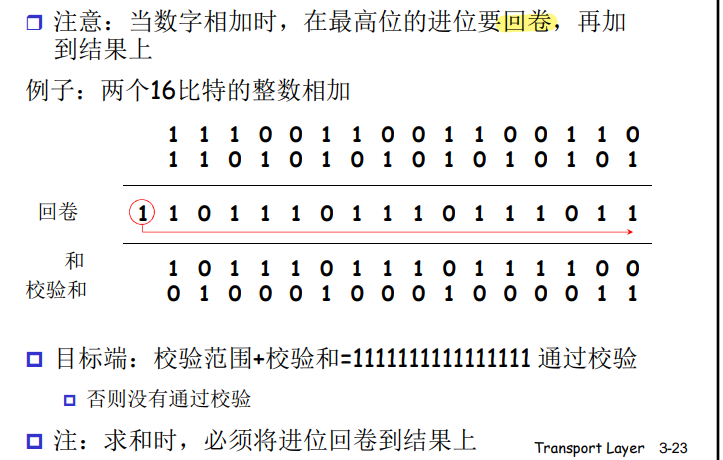 注意：当数字相加时，在最高位的进位要回卷，再加
到结果上
例子：两个16比特的整数相加
1 1 1 0 0 1 1 0 0 1 1 0 0 1 1 0
1 1 0 1 0 1 0 1 0 1 0 1 0 1 0 1
回卷 1 1 0 1 1 1 0 1 1 1 0 1 1 1 0 1 1
和 1 0 1 1 1 0 1 1 1 0 1 1 1 1 0 0
校验和 0 1 0 0 0 1 0 0 0 1 0 0 0 0 1 1
目标端：校验范围+校验和=1111111111111111 通过校验
否则没有通过校验
注：求和时，必须将进位回卷到结果上
Transport Layer 3-23